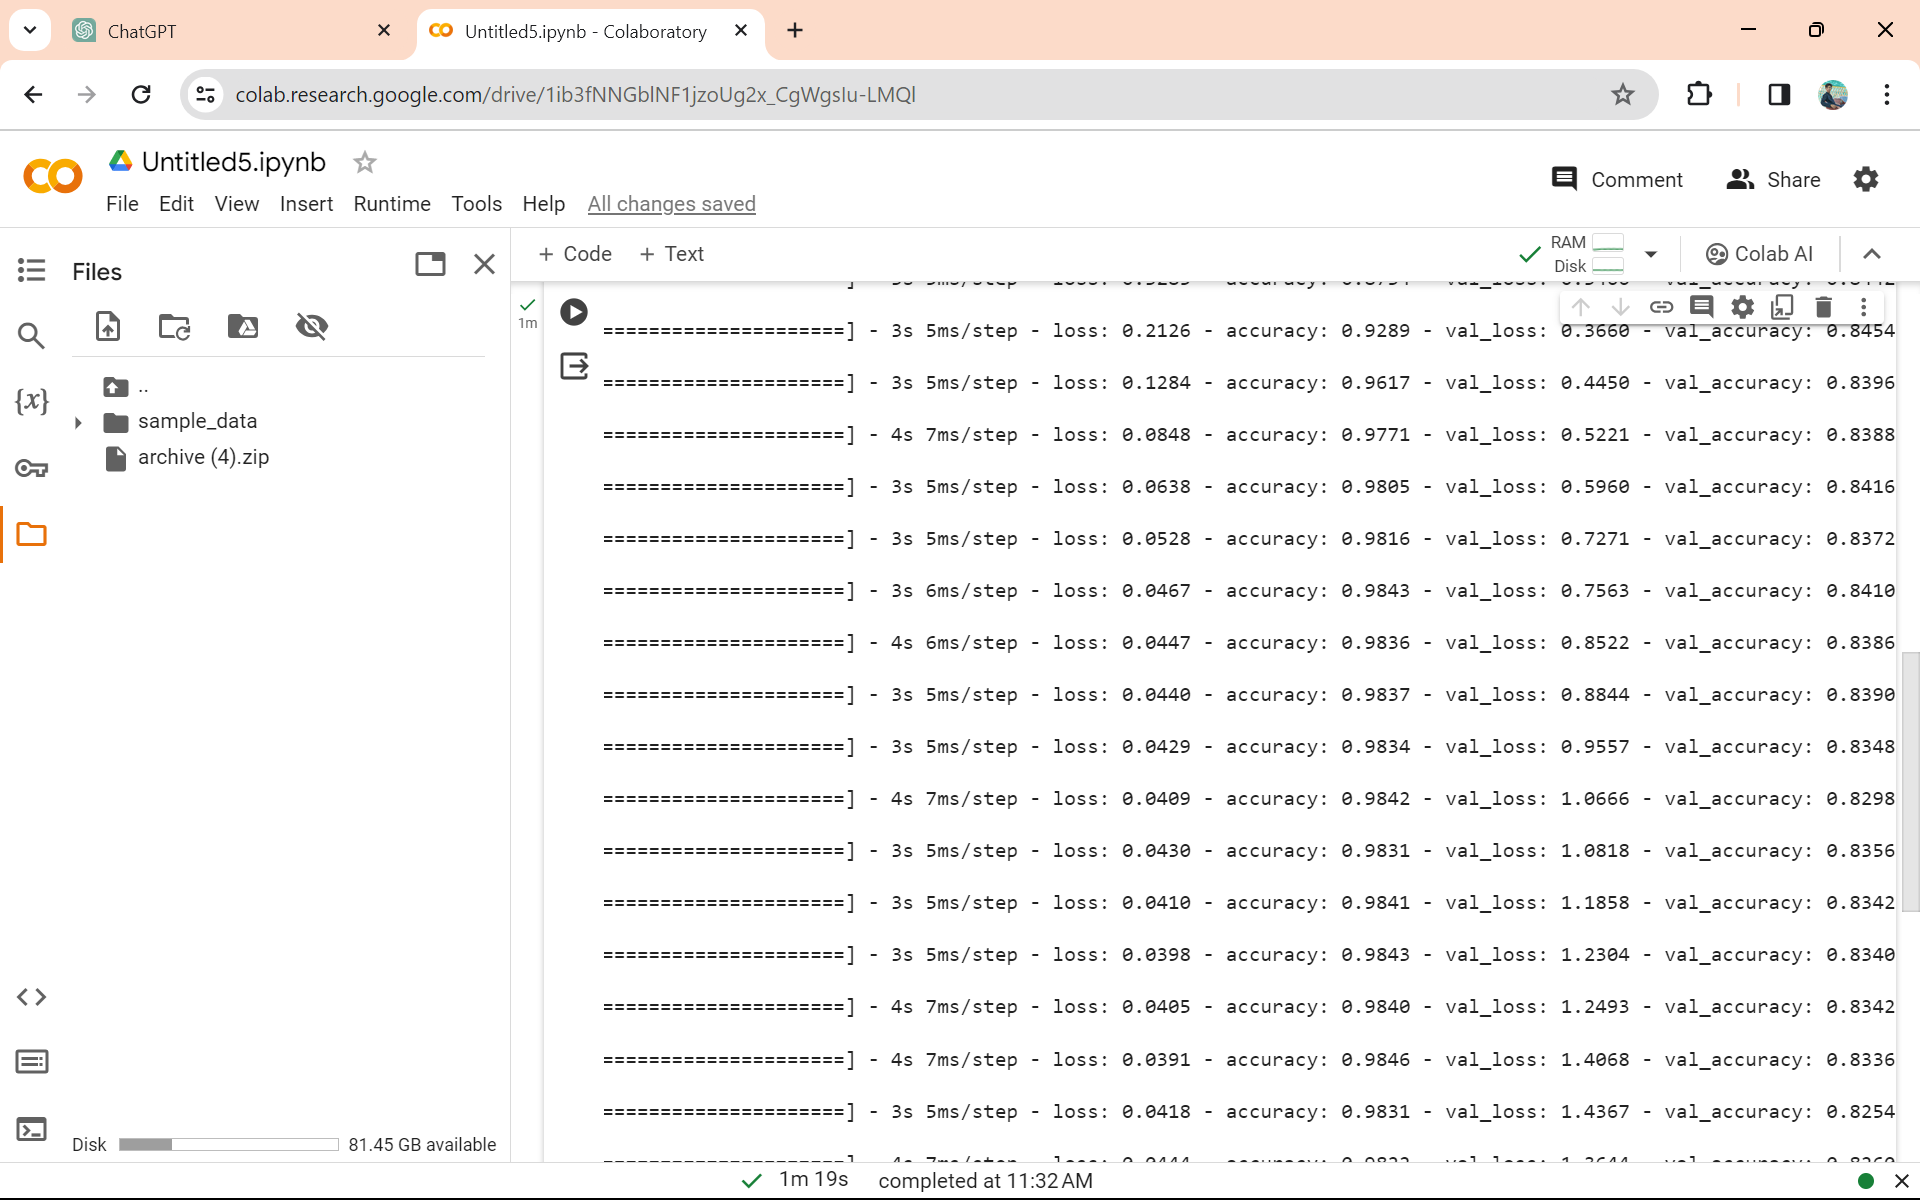 ChatGPT
Untitled5.ipynb - Colaboratory
colab.research.google.com/drive/1ib3fNNGblNF1jzoUg2x_CgWgsIu-LMQl
Untitled5.ipynb
File Edit View Insert Runtime Tools Help All changes saved
Comment
Share
Files
+ Code + Text
RAM
Disk
Colab AI
..
sample_data
archive (4).zip
1m
=====================] - 3s 5ms/step - loss: 0.2126 - accuracy: 0.9289 - val_loss: 0.3660 - val_accuracy: 0.8454
=====================] - 3s 5ms/step - loss: 0.1284 - accuracy: 0.9617 - val_loss: 0.4450 - val_accuracy: 0.8396
=====================] - 4s 7ms/step - loss: 0.0848 - accuracy: 0.9771 - val_loss: 0.5221 - val_accuracy: 0.8388
=====================] - 3s 5ms/step - loss: 0.0638 - accuracy: 0.9805 - val_loss: 0.5960 - val_accuracy: 0.8416
=====================] - 3s 5ms/step - loss: 0.0528 - accuracy: 0.9816 - val_loss: 0.7271 - val_accuracy: 0.8372
=====================] - 3s 6ms/step - loss: 0.0467 - accuracy: 0.9843 - val_loss: 0.7563 - val_accuracy: 0.8410
=====================] - 4s 6ms/step - loss: 0.0447 - accuracy: 0.9836 - val_loss: 0.8522 - val_accuracy: 0.8386
=====================] - 3s 5ms/step - loss: 0.0440 - accuracy: 0.9837 - val_loss: 0.8844 - val_accuracy: 0.8390
=====================] - 3s 5ms/step - loss: 0.0429 - accuracy: 0.9834 - val_loss: 0.9557 - val_accuracy: 0.8348
=====================] - 4s 7ms/step - loss: 0.0409 - accuracy: 0.9842 - val_loss: 1.0666 - val_accuracy: 0.8298
=====================] - 3s 5ms/step - loss: 0.0430 - accuracy: 0.9831 - val_loss: 1.0818 - val_accuracy: 0.8356
=====================] - 3s 5ms/step - loss: 0.0410 - accuracy: 0.9841 - val_loss: 1.1858 - val_accuracy: 0.8342
=====================] - 3s 5ms/step - loss: 0.0398 - accuracy: 0.9843 - val_loss: 1.2304 - val_accuracy: 0.8340
=====================] - 4s 7ms/step - loss: 0.0405 - accuracy: 0.9840 - val_loss: 1.2493 - val_accuracy: 0.8342
=====================] - 4s 7ms/step - loss: 0.0391 - accuracy: 0.9846 - val_loss: 1.4068 - val_accuracy: 0.8336
=====================] - 3s 5ms/step - loss: 0.0418 - accuracy: 0.9831 - val_loss: 1.4367 - val_accuracy: 0.8254
Disk 81.45 GB available
1m 19s completed at 11:32 AM